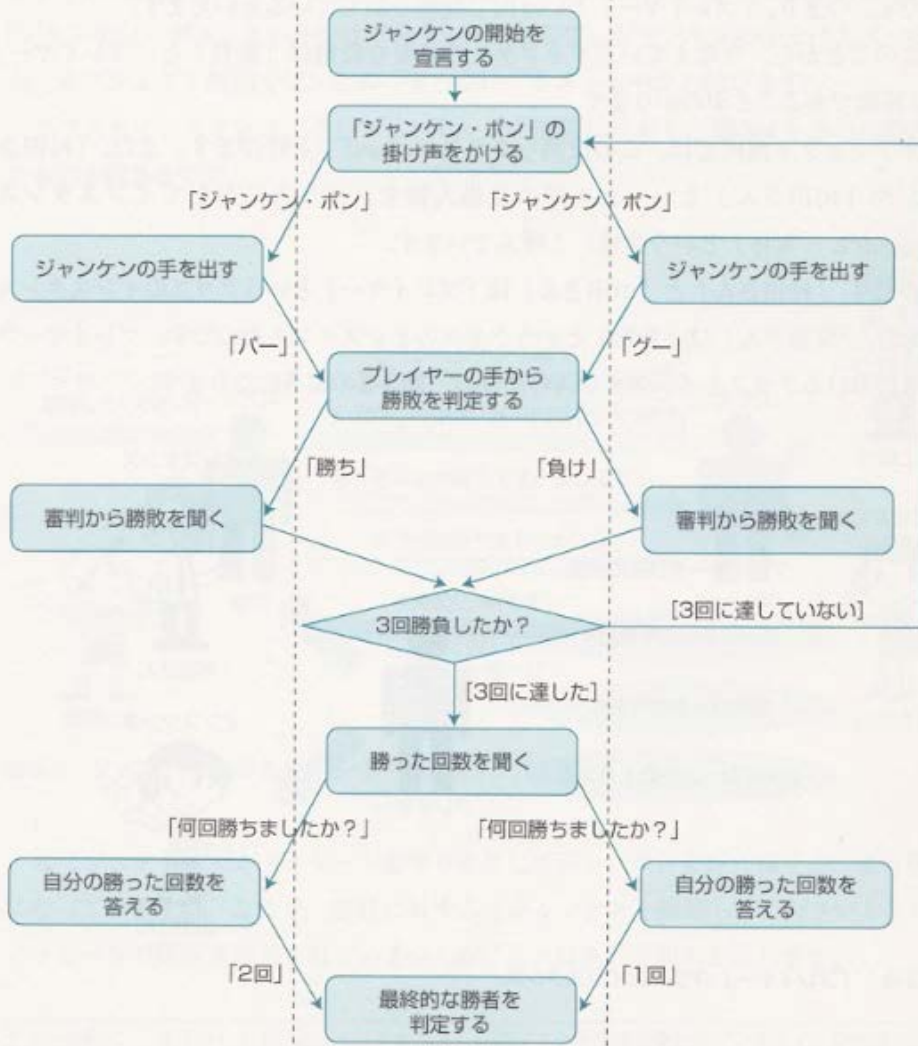 ジャンケンの開始を
宣言する
「ジャンケン・ポン」の
掛け声をかける
「ジャンケン・ポン」
「ジャンケン・ポン」
ジャンケンの手を出す
ジャンケンの手を出す
「パー」
「グー」
プレイヤーの手から
勝敗を判定する
「勝ち」
「負け」
審判から勝敗を聞く
審判から勝敗を聞く
3回勝負したか？
[3回に達していない]
[3回に達した]
勝った回数を聞く
「何回勝ちましたか？」
「何回勝ちましたか？」
自分の勝った回数を
答える
自分の勝った回数を
答える
「2回」
「1回」
最終的な勝者を
判定する